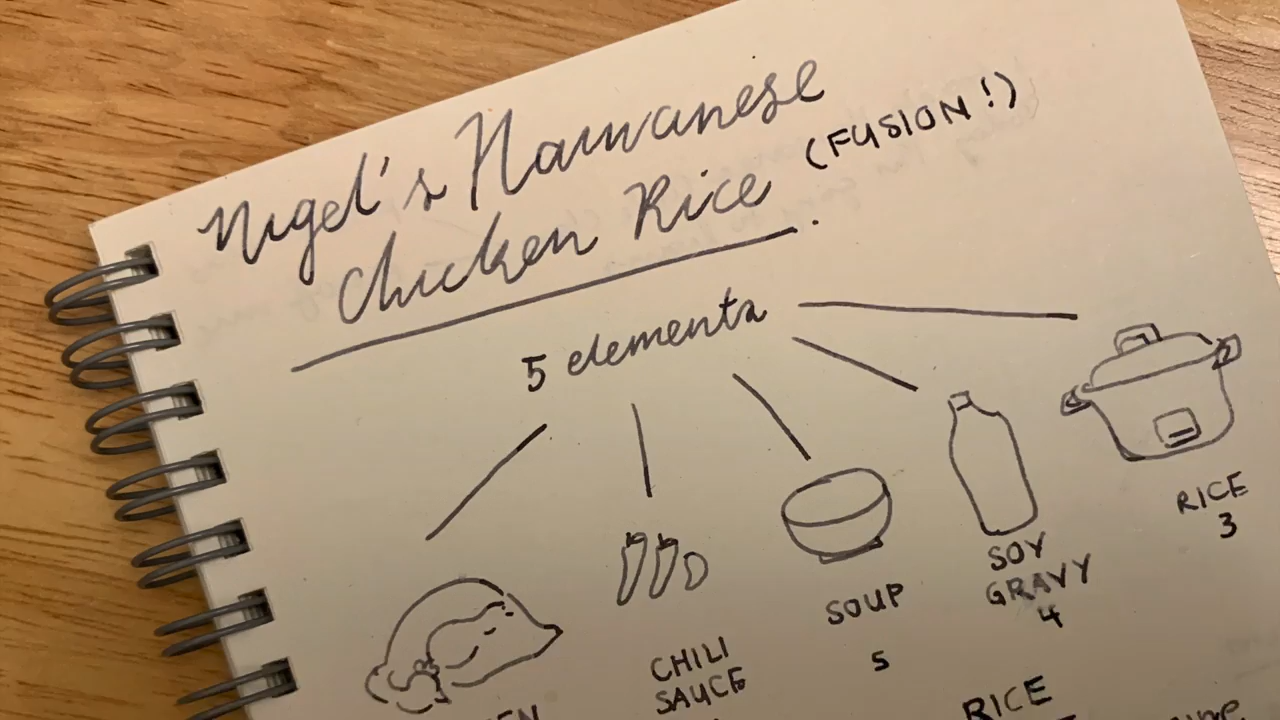 Nigel's Hainanese
Chicken Rice
(FUSION!)
5 elements
RICE
3
SOY
GRAVY
4
SOUP
5
CHILI
SAUCE
RICE